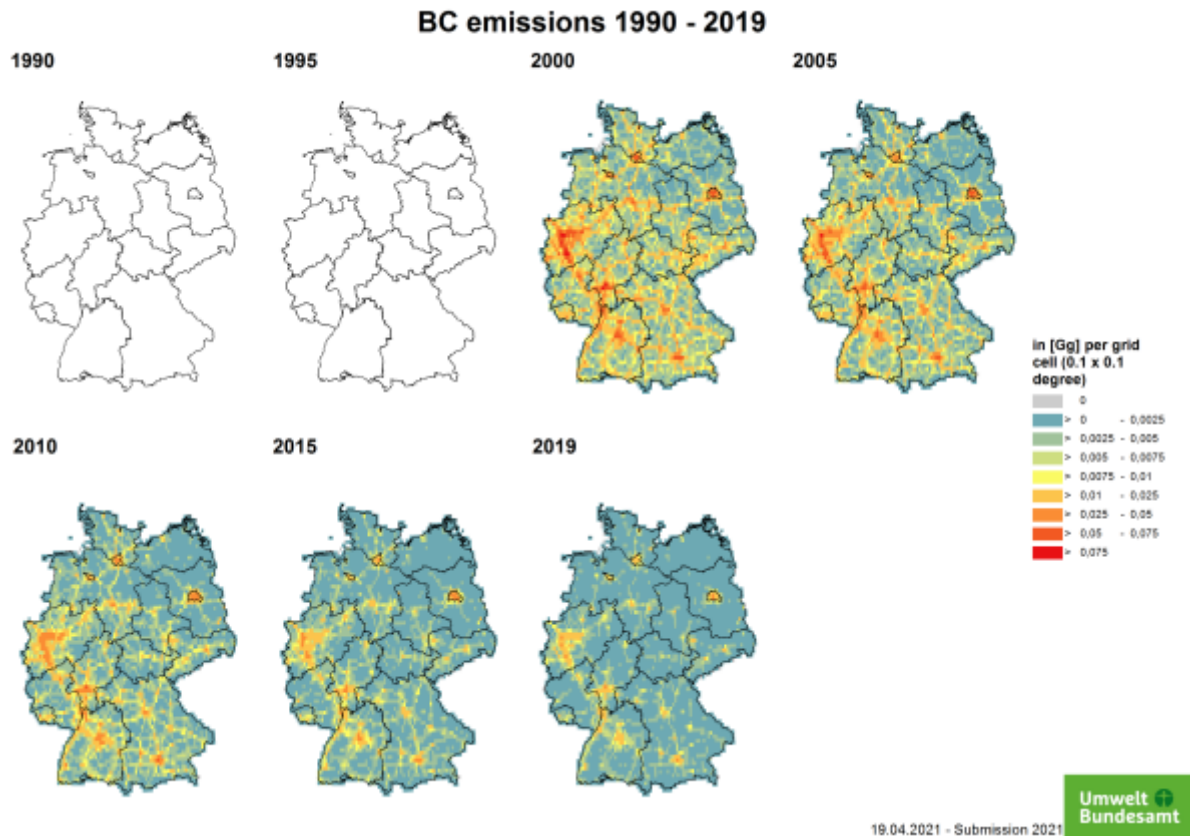 BC emissions 1990 - 2019
1990
1995
2000
2005
in [Gg] per grid
cell (0.1 x 0.1
degree)
0
> 0 - 0,0025
> 0,0025 - 0,005
> 0,005 - 0,0075
> 0,0075 - 0,01
> 0,01 - 0,025
> 0,025 - 0,05
> 0,05 - 0,075
> 0,075
2010
2015
2019
Umwelt
Bundesamt
19.04.2021 - Submission 2021